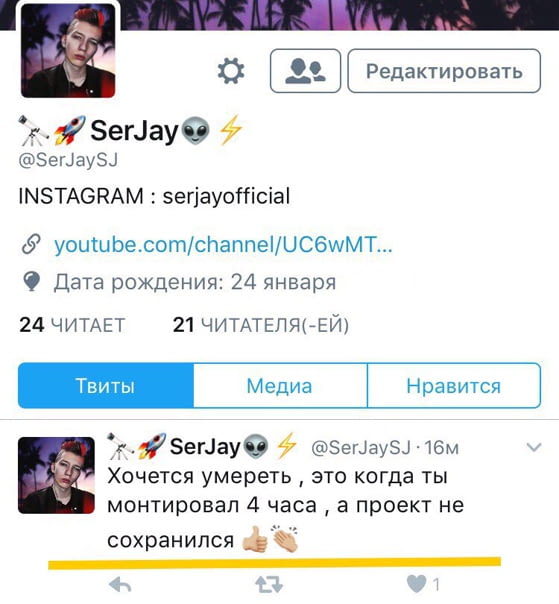 Редактировать
🔭🚀 SerJay👽⚡
@SerJaySJ
INSTAGRAM : serjayofficial
youtube.com/channel/UC6wMT...
Дата рождения: 24 января
24 ЧИТАЕТ 21 ЧИТАТЕЛЯ(-ЕЙ)
Твиты Медиа Нравится
🔭🚀 SerJay👽⚡ @SerJaySJ · 16м
Хочется умереть , это когда ты
монтировал 4 часа , а проект не
сохранился 👍🏼👏🏼
1